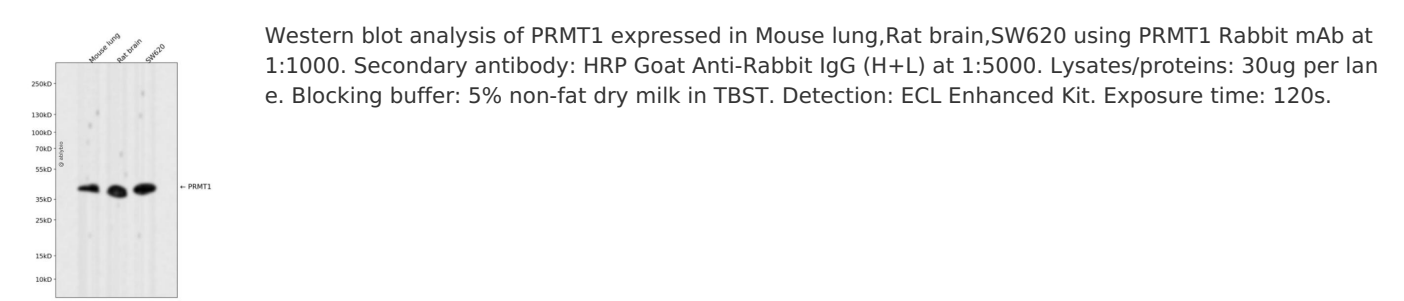 Mouse lung
Rat brain
SW620
250kD
130kD
100kD
70kD
55kD
35kD
25kD
15kD
10kD
← PRMT1
Western blot analysis of PRMT1 expressed in Mouse lung,Rat brain,SW620 using PRMT1 Rabbit mAb at
1:1000. Secondary antibody: HRP Goat Anti-Rabbit IgG (H+L) at 1:5000. Lysates/proteins: 30ug per lan
e. Blocking buffer: 5% non-fat dry milk in TBST. Detection: ECL Enhanced Kit. Exposure time: 120s.